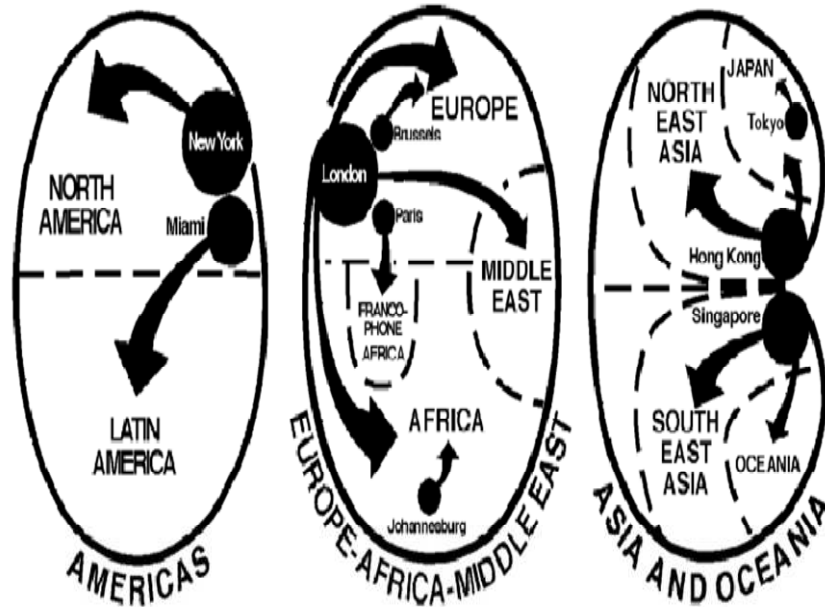 New York
NORTH
AMERICA
Miami
LATIN
AMERICA
AMERICAS
EUROPE
Brussels
London
Paris
MIDDLE
EAST
FRANCO-
PHONE
AFRICA
AFRICA
Johannesburg
EUROPE-AFRICA-MIDDLE EAST
JAPAN
NORTH
EAST
ASIA
Tokyo
Hong Kong
Singapore
SOUTH
EAST
ASIA
OCEANIA
ASIA AND OCEANIA